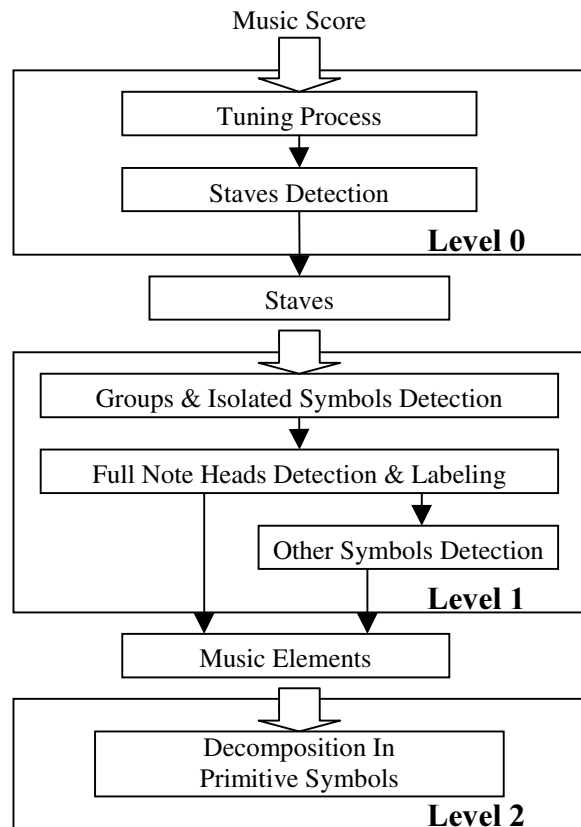 Music Score
Tuning Process
Staves Detection
Level 0
Staves
Groups & Isolated Symbols Detection
Full Note Heads Detection & Labeling
Other Symbols Detection
Level 1
Music Elements
Decomposition In
Primitive Symbols
Level 2